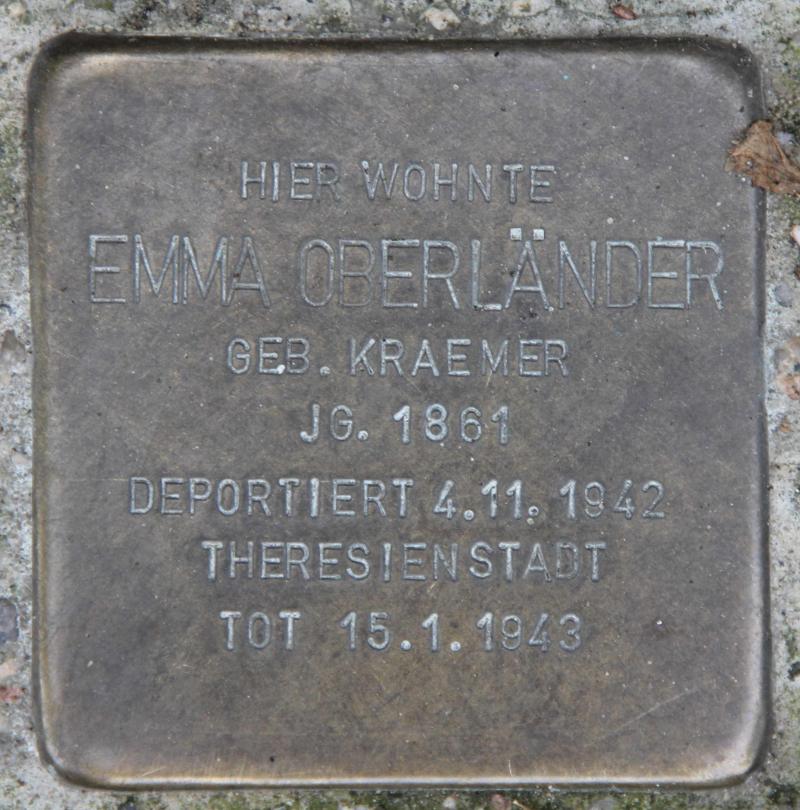 HIER WOHNTE
EMMA OBERLÄNDER
GEB. KRAEMER
JG. 1861
DEPORTIERT 4.11.1942
THERESIENSTADT
TOT 15.1.1943